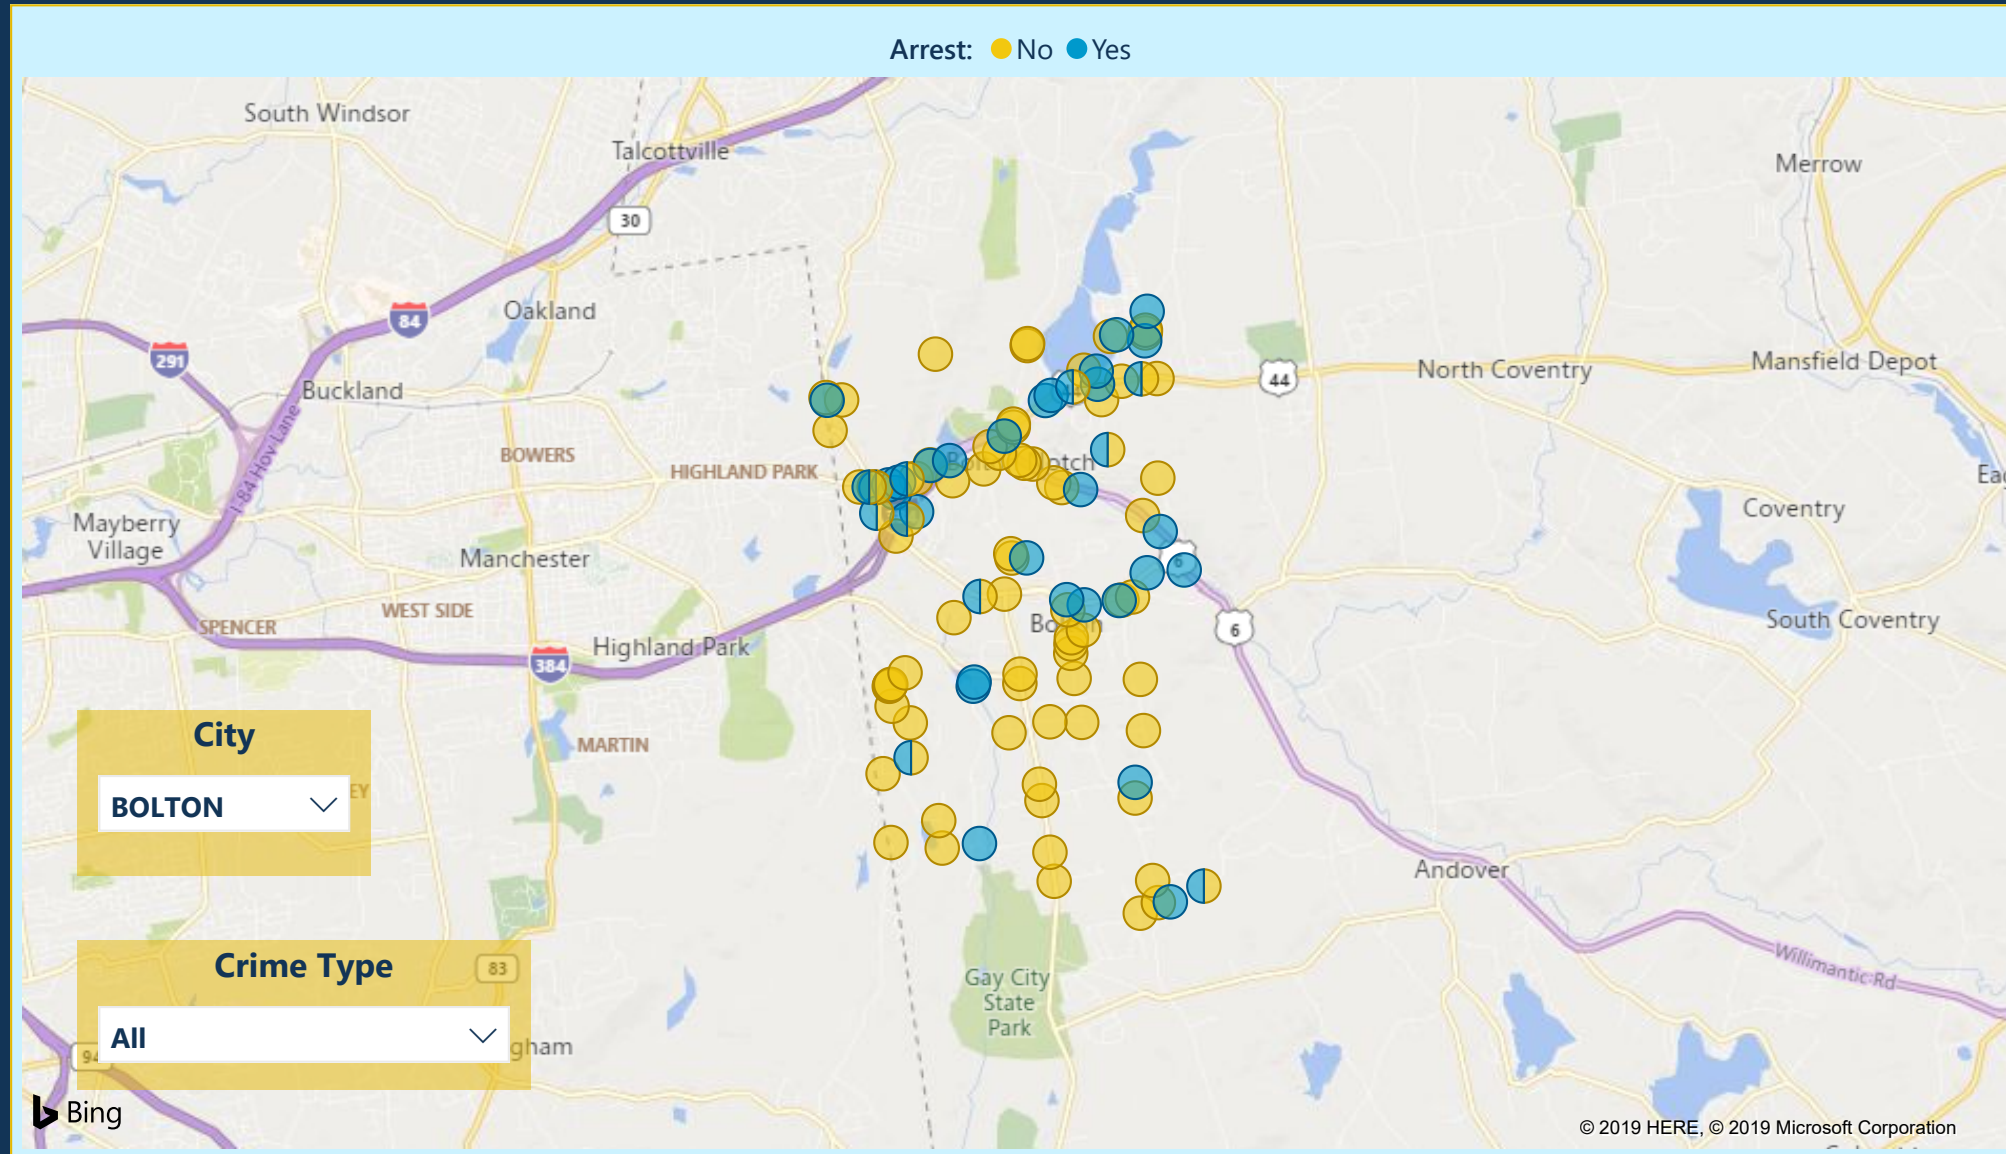 Arrest: No Yes
South Windsor
Talcottville
Merrow
30
Oakland
84
291
Buckland
44
North Coventry
Mansfield Depot
I-84 Hov Lane
BOWERS
HIGHLAND PARK
Mayberry
Village
Manchester
Coventry
6
WEST SIDE
SPENCER
Highland Park
384
6
South Coventry
City
BOLTON
MARTIN
Andover
Crime Type
All
83
Gay City
State
Park
Willimantic Rd
Bing
© 2019 HERE, © 2019 Microsoft Corporation